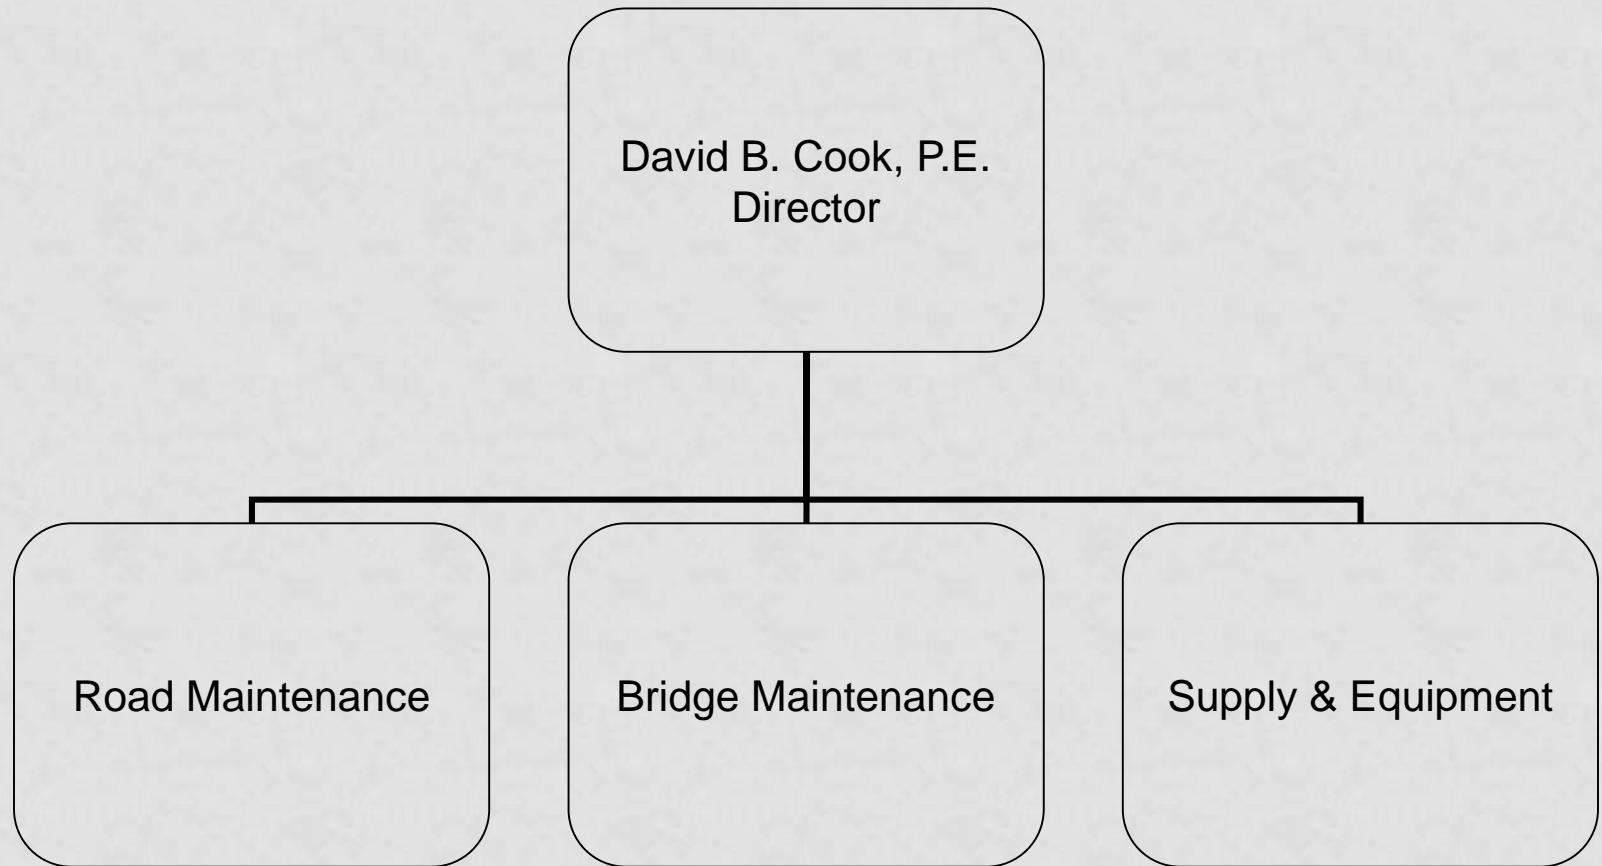 David B. Cook, P.E.
Director
Road Maintenance
Bridge Maintenance
Supply & Equipment